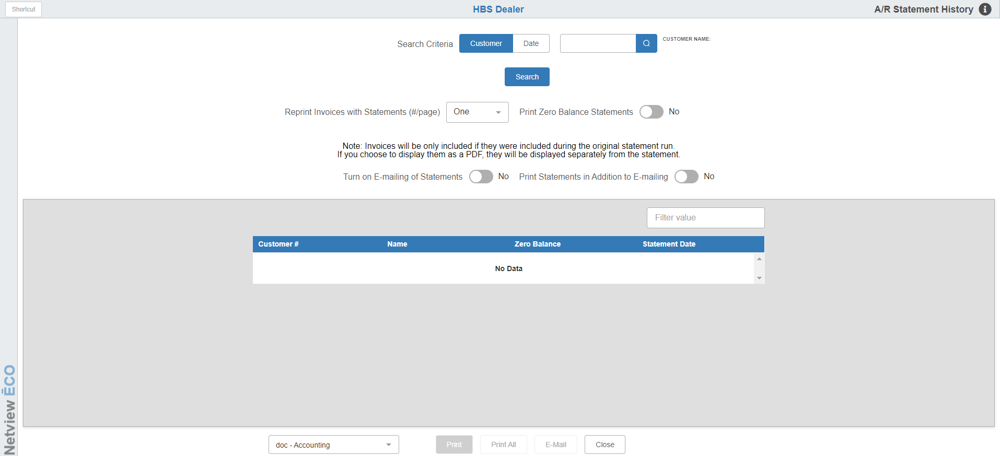 Shortcut
HBS Dealer
A/R Statement History
Search Criteria
Customer
Date
CUSTOMER NAME:
Search
Reprint Invoices with Statements (#/page)
One
Print Zero Balance Statements
No
Note: Invoices will be only included if they were included during the original statement run.
If you choose to display them as a PDF, they will be displayed separately from the statement.
Turn on E-mailing of Statements
No
Print Statements in Addition to E-mailing
No
Filter value
Customer #
Name
Zero Balance
Statement Date
No Data
Netview ĒCO
doc - Accounting
Print
Print All
E-Mail
Close